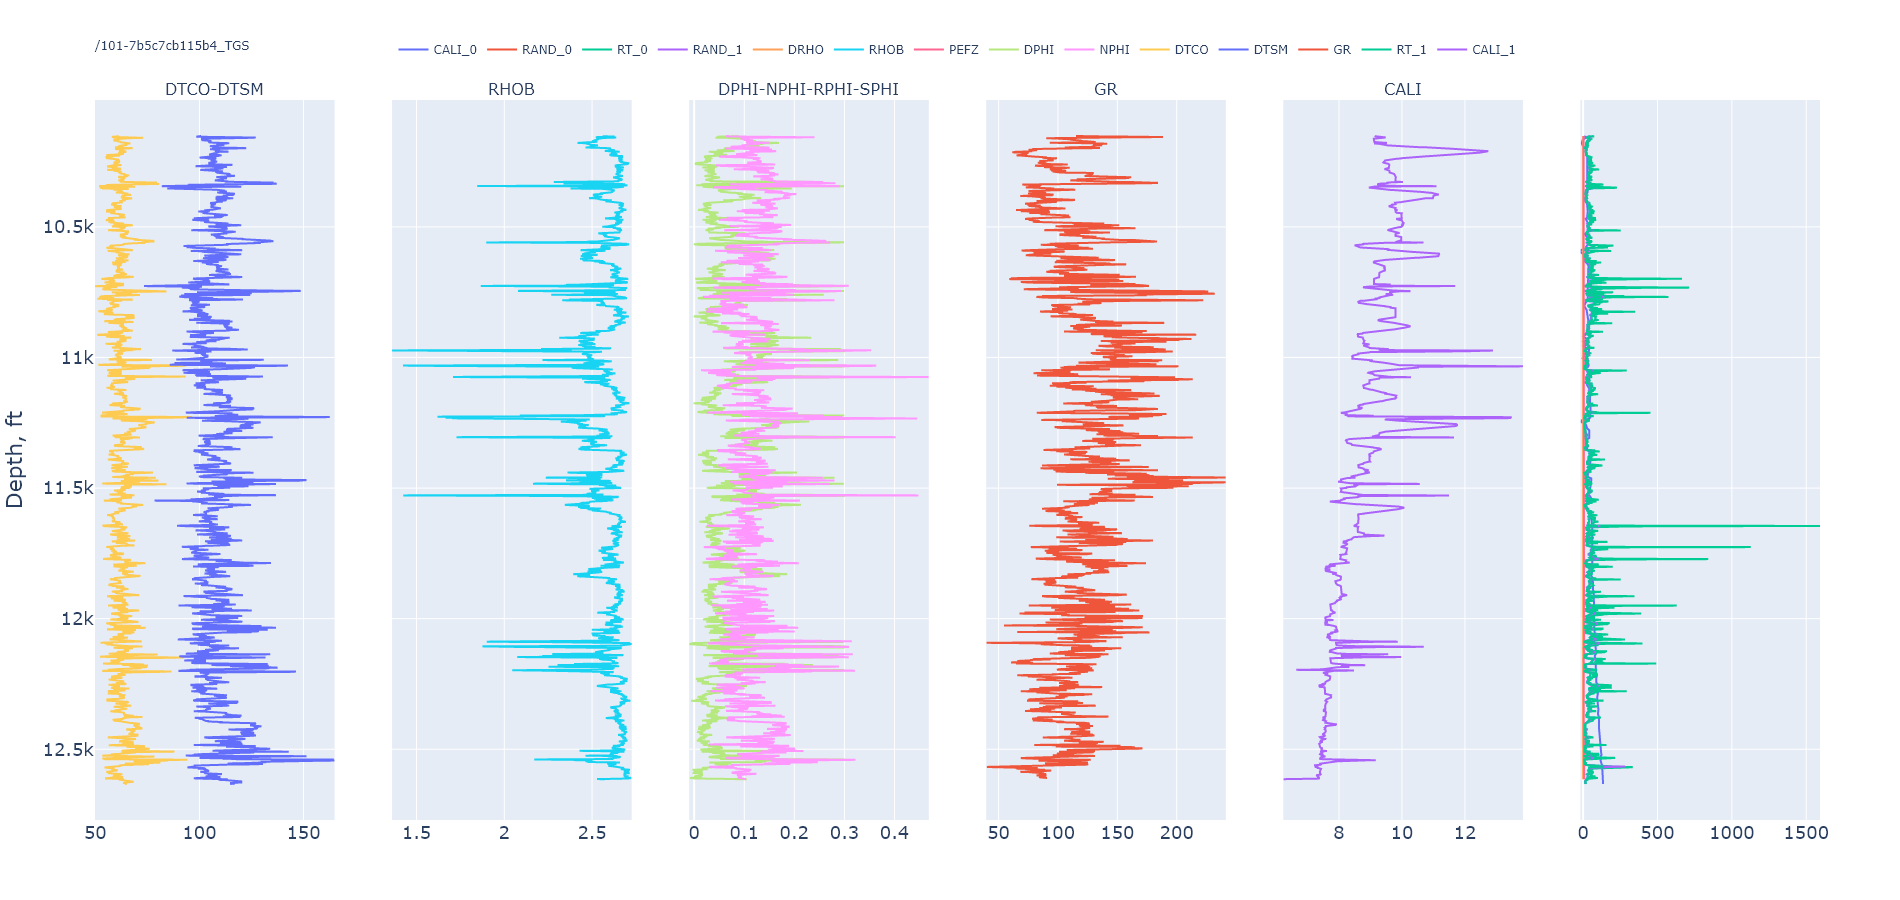 /101-7b5c7cb115b4_TGS
CALI_0 RAND_0 RT_0 RAND_1 DRHO RHOB PEFZ DPHI NPHI DTCO DTSM GR RT_1 CALI_1
DTCO-DTSM RHOB DPHI-NPHI-RPHI-SPHI GR CALI
Depth, ft
10.5k
11k
11.5k
12k
12.5k
50 100 150 1.5 2 2.5 0 0.1 0.2 0.3 0.4 50 100 150 200 8 10 12 0 500 1000 1500